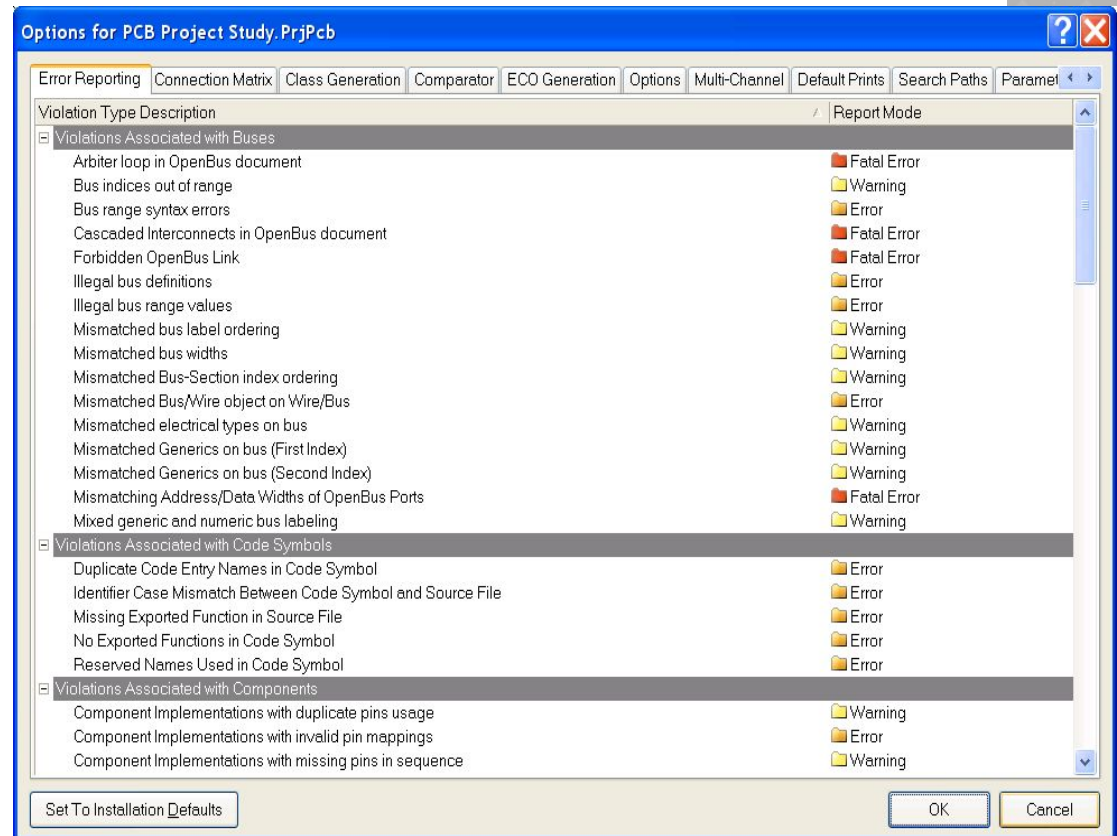 Options for PCB Project Study.PrjPcb
Error Reporting Connection Matrix Class Generation Comparator ECO Generation Options Multi-Channel Default Prints Search Paths Paramet
Violation Type Description Report Mode
Violations Associated with Buses
Arbiter loop in OpenBus document Fatal Error
Bus indices out of range Warning
Bus range syntax errors Error
Cascaded Interconnects in OpenBus document Fatal Error
Forbidden OpenBus Link Fatal Error
Illegal bus definitions Error
Illegal bus range values Error
Mismatched bus label ordering Warning
Mismatched bus widths Warning
Mismatched Bus-Section index ordering Warning
Mismatched Bus/Wire object on Wire/Bus Error
Mismatched electrical types on bus Warning
Mismatched Generics on bus (First Index) Warning
Mismatched Generics on bus (Second Index) Warning
Mismatching Address/Data Widths of OpenBus Ports Fatal Error
Mixed generic and numeric bus labeling Warning
Violations Associated with Code Symbols
Duplicate Code Entry Names in Code Symbol Error
Identifier Case Mismatch Between Code Symbol and Source File Error
Missing Exported Function in Source File Error
No Exported Functions in Code Symbol Error
Reserved Names Used in Code Symbol Error
Violations Associated with Components
Component Implementations with duplicate pins usage Warning
Component Implementations with invalid pin mappings Error
Component Implementations with missing pins in sequence Warning
Set To Installation Defaults OK Cancel